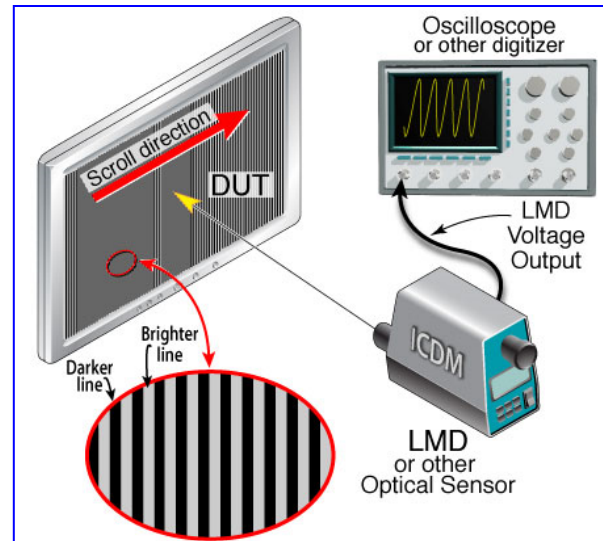 Oscilloscope
or other digitizer
Scroll direction
DUT
LMD
Voltage
Output
Brighter
line
Darker
line
ICDM
LMD
or other
Optical Sensor